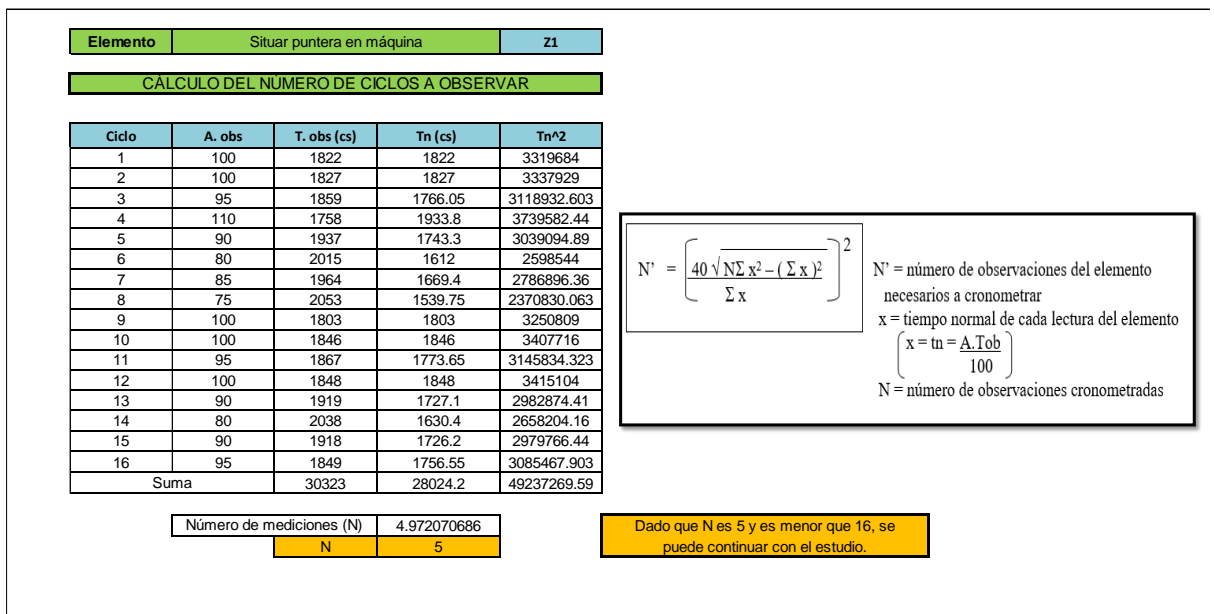 Elemento Situar puntera en máquina Z1
CÁLCULO DEL NÚMERO DE CICLOS A OBSERVAR
Ciclo A. obs T. obs (cs) Tn (cs) Tn^2
1 100 1822 1822 3319684
2 100 1827 1827 3337929
3 95 1859 1766.05 3118932.603
4 110 1758 1933.8 3739582.44
5 90 1937 1743.3 3039094.89
6 80 2015 1612 2598544
7 85 1964 1669.4 2786896.36
8 75 2053 1539.75 2370830.063
9 100 1803 1803 3250809
10 100 1846 1846 3407716
11 95 1867 1773.65 3145834.323
12 100 1848 1848 3415104
13 90 1919 1727.1 2982874.41
14 80 2038 1630.4 2658204.16
15 90 1918 1726.2 2979766.44
16 95 1849 1756.55 3085467.903
Suma 30323 28024.2 49237269.59
N’ = ( 40 √ NΣ x² – ( Σ x )² ) 2
Σ x
N’ = número de observaciones del elemento
necesarios a cronometrar
x = tiempo normal de cada lectura del elemento
( x = tn = A.Tob )
100
N = número de observaciones cronometradas
Número de mediciones (N) 4.972070686
N 5
Dado que N es 5 y es menor que 16, se
puede continuar con el estudio.